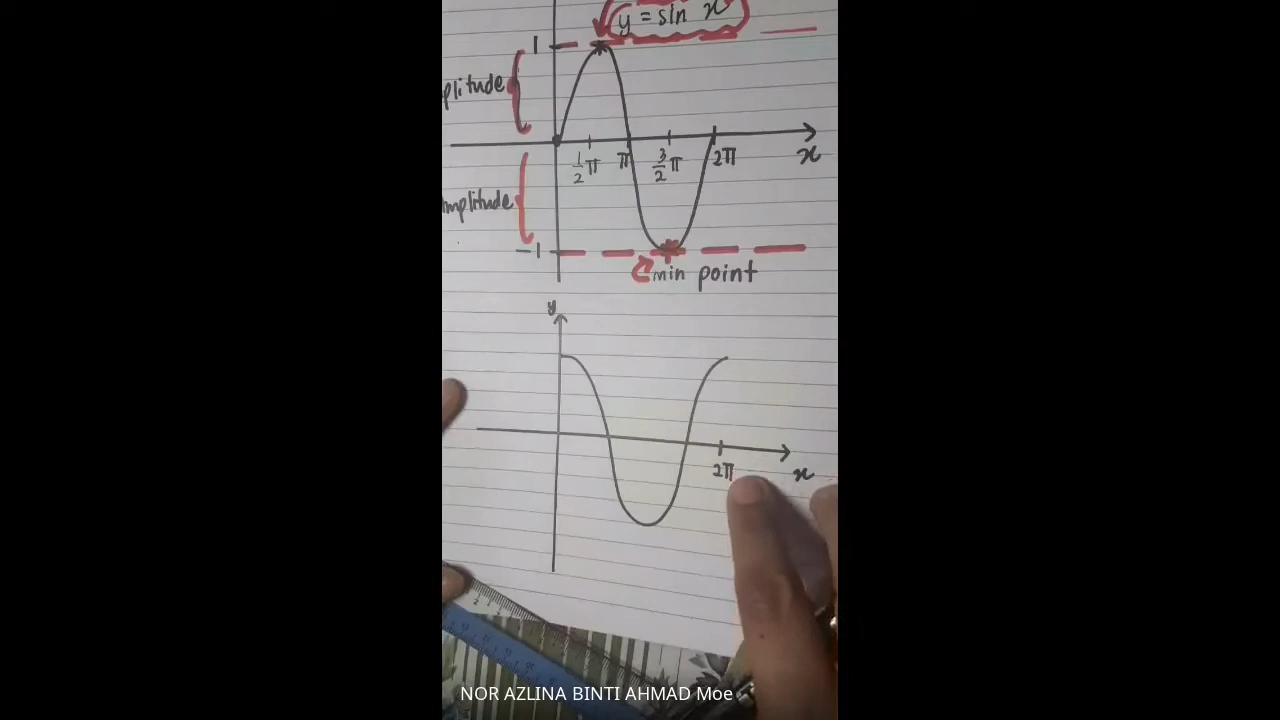 y = sin x
1
plitude
½π π 3/2π 2π x
mplitude
−1
min point
y
2π x
NOR AZLINA BINTI AHMAD Moe